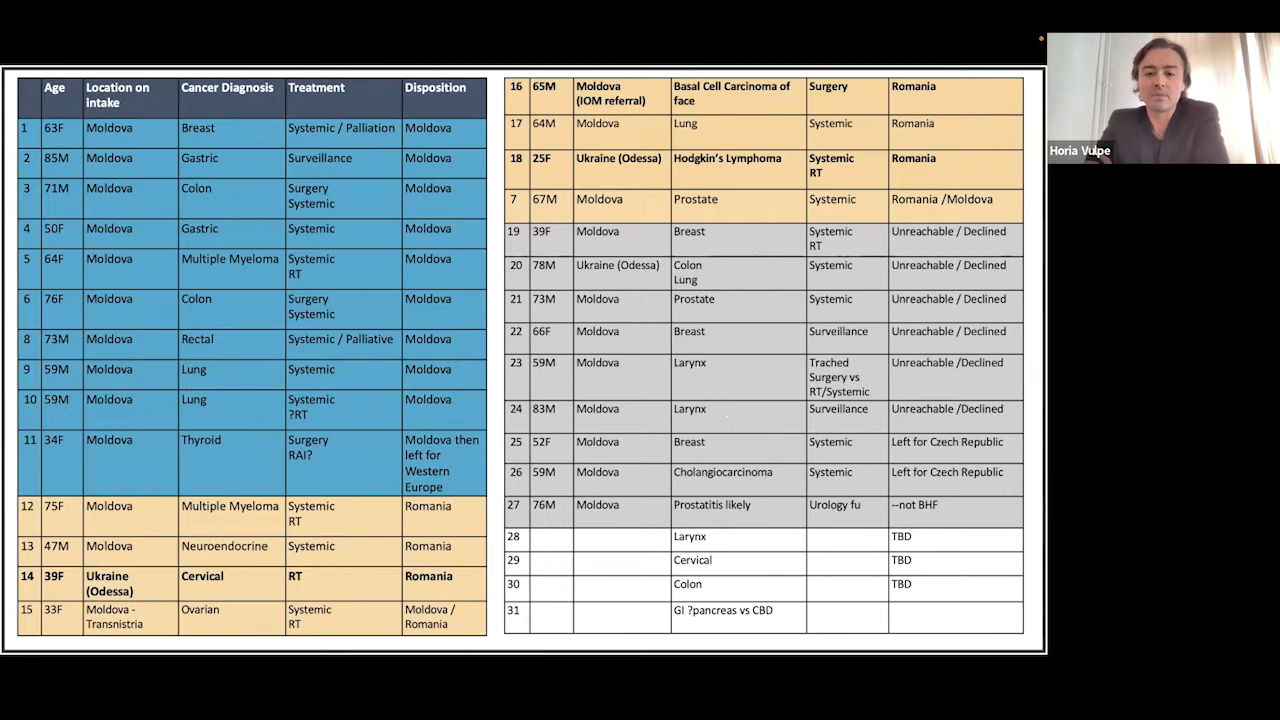 Age Location on Cancer Diagnosis Treatment Disposition
intake
1 63F Moldova Breast Systemic / Palliation Moldova
2 85M Moldova Gastric Surveillance Moldova
3 71M Moldova Colon Surgery Moldova
Systemic
4 50F Moldova Gastric Systemic Moldova
5 64F Moldova Multiple Myeloma Systemic Moldova
RT
6 76F Moldova Colon Surgery Moldova
Systemic
8 73M Moldova Rectal Systemic / Palliative Moldova
9 59M Moldova Lung Systemic Moldova
10 59M Moldova Lung Systemic Moldova
?RT
11 34F Moldova Thyroid Surgery Moldova then
RAI? left for
Western
Europe
12 75F Moldova Multiple Myeloma Systemic Romania
RT
13 47M Moldova Neuroendocrine Systemic Romania
14 39F Ukraine Cervical RT Romania
(Odessa)
15 33F Moldova - Ovarian Systemic Moldova /
Transnistria RT Romania
16 65M Moldova Basal Cell Carcinoma of Surgery Romania
(IOM referral) face
17 64M Moldova Lung Systemic Romania
18 25F Ukraine (Odessa) Hodgkin's Lymphoma Systemic Romania
RT
7 67M Moldova Prostate Systemic Romania /Moldova
19 39F Moldova Breast Systemic Unreachable / Declined
RT
20 78M Ukraine (Odessa) Colon Systemic Unreachable / Declined
Lung
21 73M Moldova Prostate Systemic Unreachable / Declined
22 66F Moldova Breast Surveillance Unreachable / Declined
23 59M Moldova Larynx Trached Unreachable /Declined
Surgery vs
RT/Systemic
24 83M Moldova Larynx Surveillance Unreachable /Declined
25 52F Moldova Breast Systemic Left for Czech Republic
26 59M Moldova Cholangiocarcinoma Systemic Left for Czech Republic
27 76M Moldova Prostatitis likely Urology fu --not BHF
28 Larynx TBD
29 Cervical TBD
30 Colon TBD
31 GI ?pancreas vs CBD
Horia Vulpe